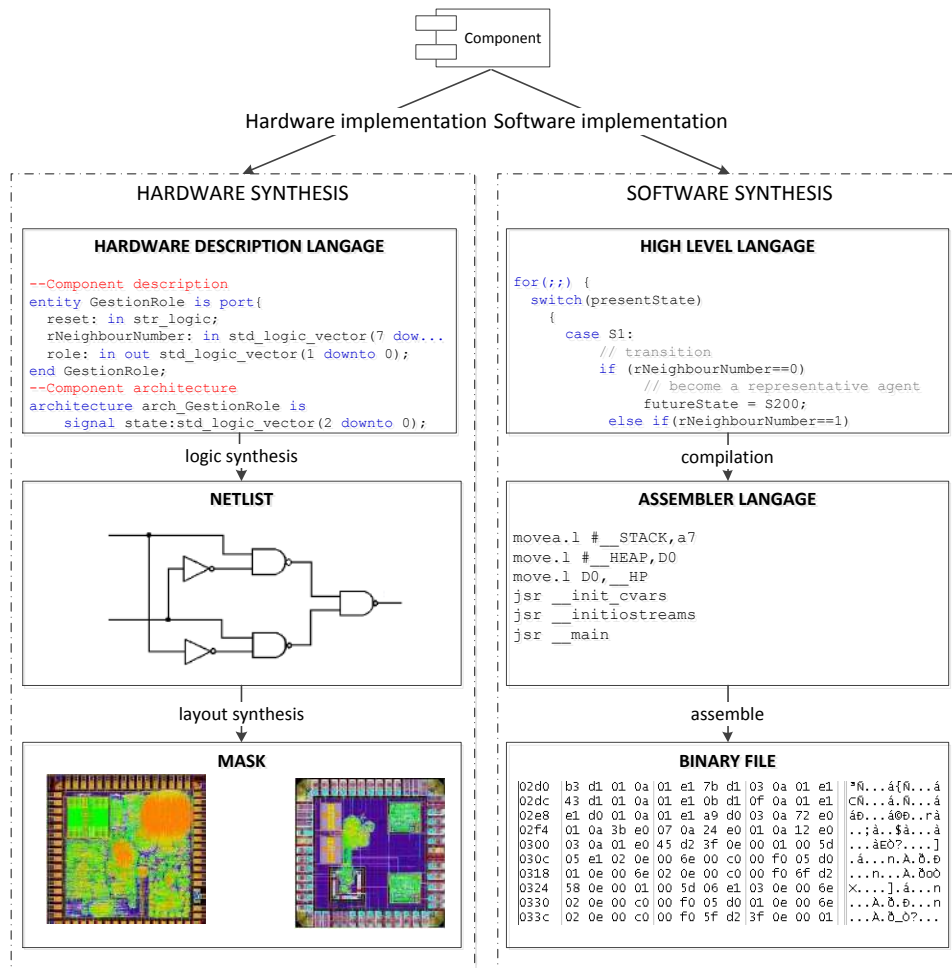 Component
Hardware implementation Software implementation
HARDWARE SYNTHESIS
HARDWARE DESCRIPTION LANGAGE
--Component description
entity GestionRole is port{
reset: in str_logic;
rNeighbourNumber: in std_logic_vector(7 dow...
role: in out std_logic_vector(1 downto 0);
end GestionRole;
--Component architecture
architecture arch_GestionRole is
signal state:std_logic_vector(2 downto 0);
logic synthesis
NETLIST
layout synthesis
MASK
SOFTWARE SYNTHESIS
HIGH LEVEL LANGAGE
for(;;) {
switch(presentState)
{
case S1:
// transition
if (rNeighbourNumber==0)
// become a representative agent
futureState = S200;
else if(rNeighbourNumber==1)
compilation
ASSEMBLER LANGAGE
movea.l #__STACK,a7
move.l #__HEAP,D0
move.l D0,__HP
jsr __init_cvars
jsr __initiostreams
jsr __main
assemble
BINARY FILE
02d0 b3 d1 01 0a 01 e1 7b d1 03 0a 01 e1 ³Ñ...á{Ñ...á
02dc 43 d1 01 0a 01 e1 0b d1 0f 0a 01 e1 CÑ...á.Ñ...á
02e8 e1 d0 01 0a 01 e1 a9 d0 03 0a 72 e0 áÐ...á©Ð..rà
02f4 01 0a 3b e0 07 0a 24 e0 01 0a 12 e0 ..;à..$à...à
0300 03 0a 01 e0 45 d2 3f 0e 00 01 00 5d ...àEÒ?....]
030c 05 e1 02 0e 00 6e 00 c0 00 f0 05 d0 .á...n.À.ð.Ð
0318 01 0e 00 6e 02 0e 00 c0 00 f0 6f d2 ...n...À.ðoÒ
0324 58 0e 00 01 00 5d 06 e1 03 0e 00 6e X....].á...n
0330 02 0e 00 c0 00 f0 05 d0 01 0e 00 6e ...À.ð.Ð...n
033c 02 0e 00 c0 00 f0 5f d2 3f 0e 00 01 ...À.ð_Ò?...